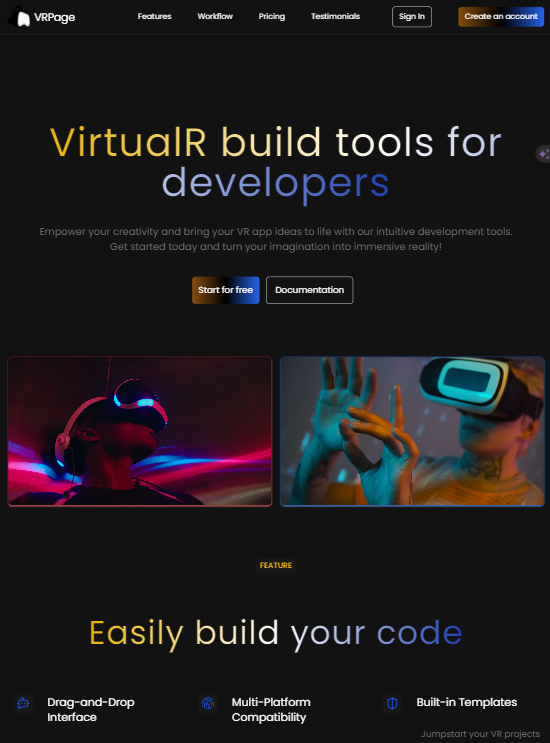 VRPage
Features Workflow Pricing Testimonials Sign In Create an account
VirtualR build tools for
developers
Empower your creativity and bring your VR app ideas to life with our intuitive development tools.
Get started today and turn your imagination into immersive reality!
Start for free Documentation
FEATURE
Easily build your code
Drag-and-Drop
Interface
Multi-Platform
Compatibility
Built-in Templates
Jumpstart your VR projects